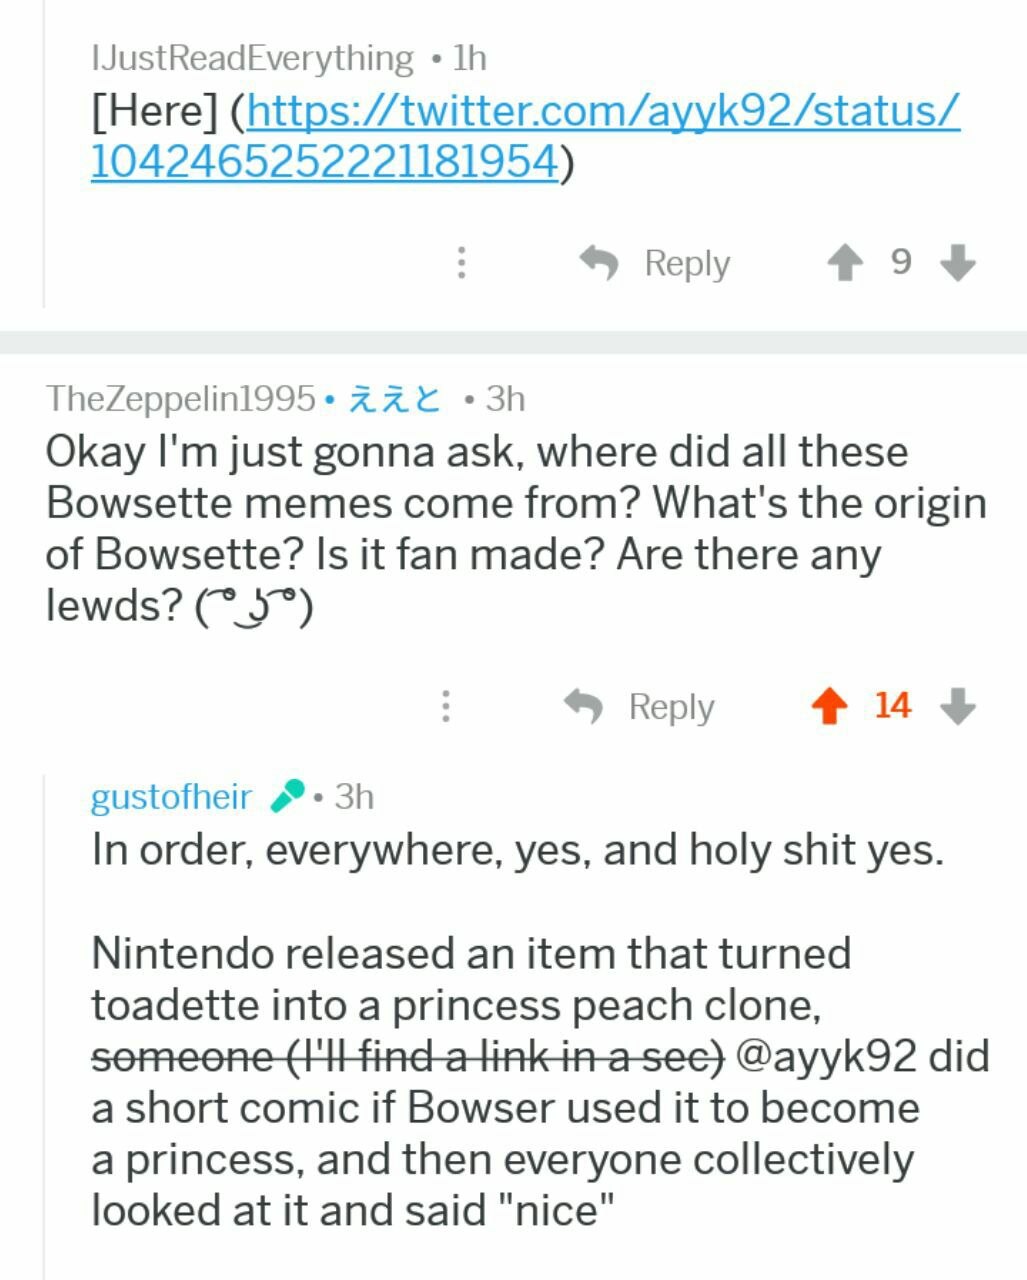 IJustReadEverything • 1h
[Here] (https://twitter.com/ayyk92/status/
1042465252221181954)
Reply 9
TheZeppelin1995 • ええと • 3h
Okay I'm just gonna ask, where did all these
Bowsette memes come from? What's the origin
of Bowsette? Is it fan made? Are there any
lewds? ( ͡° ͜ʖ ͡°)
Reply 14
gustofheir • 3h
In order, everywhere, yes, and holy shit yes.
Nintendo released an item that turned
toadette into a princess peach clone,
someone (I'll find a link in a sec) @ayyk92 did
a short comic if Bowser used it to become
a princess, and then everyone collectively
looked at it and said "nice"